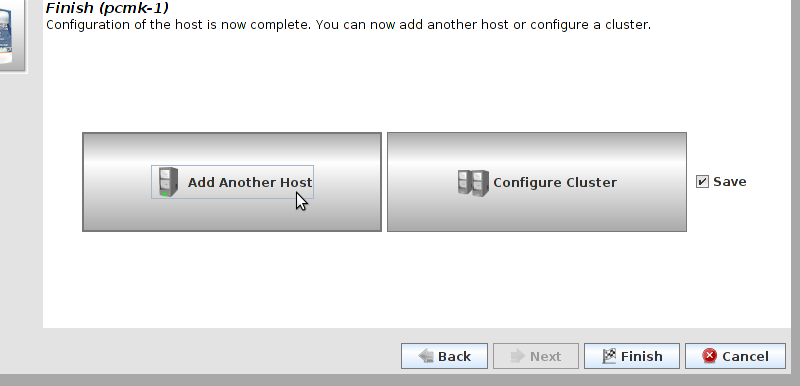 Finish (pcmk-1)
Configuration of the host is now complete. You can now add another host or configure a cluster.
Add Another Host
Configure Cluster
Save
Back
Next
Finish
Cancel